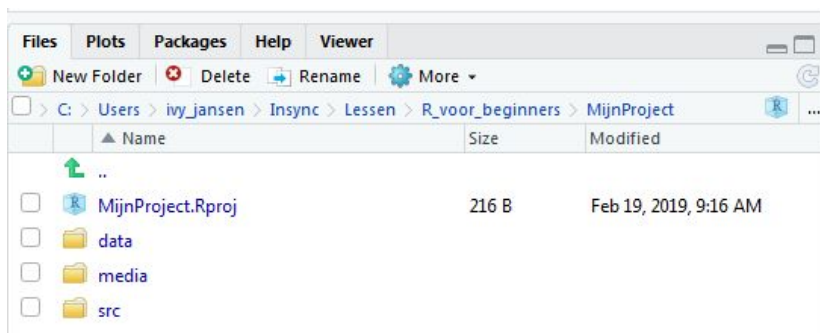 Files Plots Packages Help Viewer
New Folder Delete Rename More
C: > Users > ivy_jansen > Insync > Lessen > R_voor_beginners > MijnProject R ...
Name Size Modified
..
R MijnProject.Rproj 216 B Feb 19, 2019, 9:16 AM
data
media
src